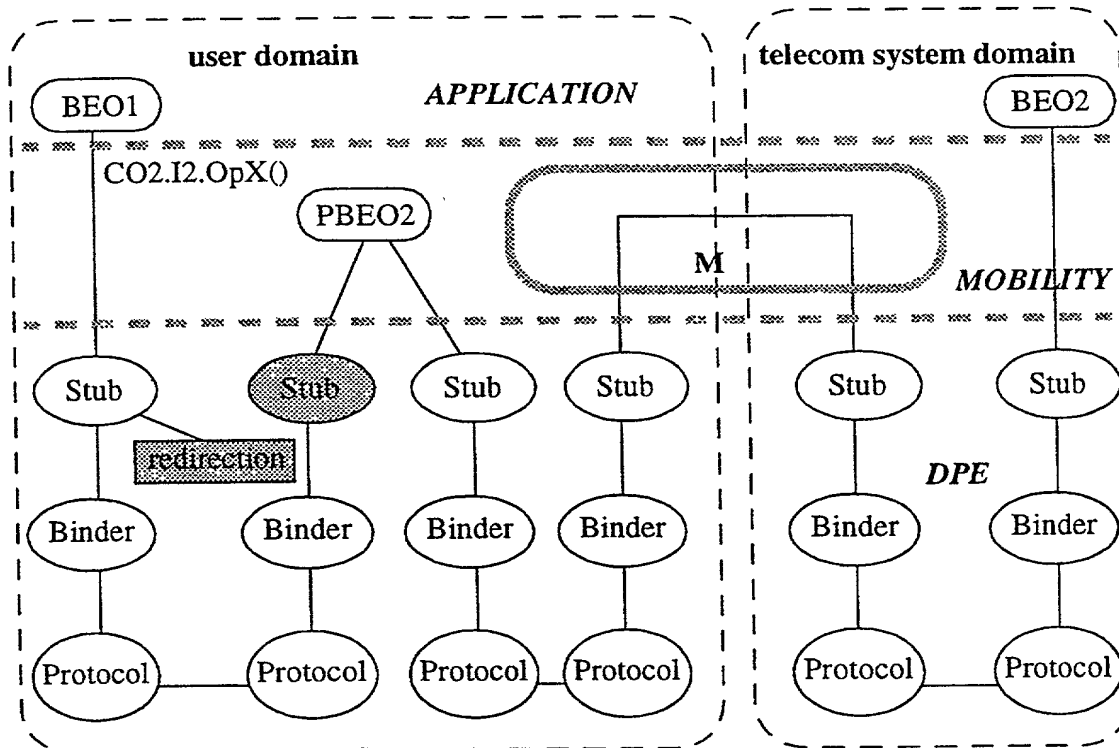 user domain
telecom system domain
APPLICATION
BEO1
BEO2
CO2.I2.OpX()
PBEO2
M
MOBILITY
Stub
Stub
Stub
Stub
Stub
Stub
redirection
DPE
Binder
Binder
Binder
Binder
Binder
Binder
Protocol
Protocol
Protocol
Protocol
Protocol
Protocol